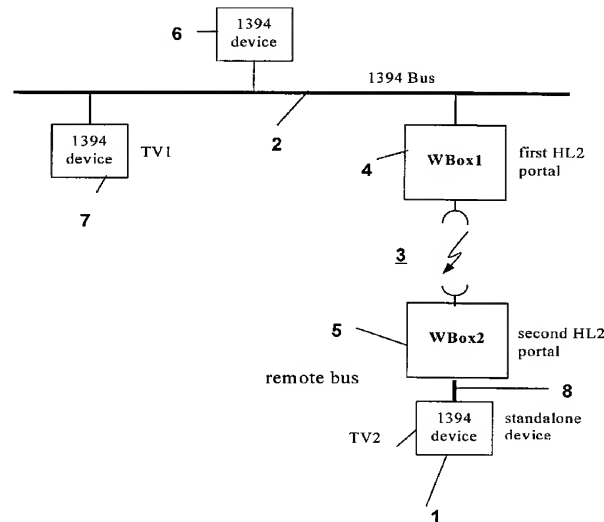 6
1394
device
1394 Bus
1394
device
TV1
2
4
WBox1
first HL2
portal
7
3
5
WBox2
second HL2
portal
remote bus
8
TV2
1394
device
standalone
device
1